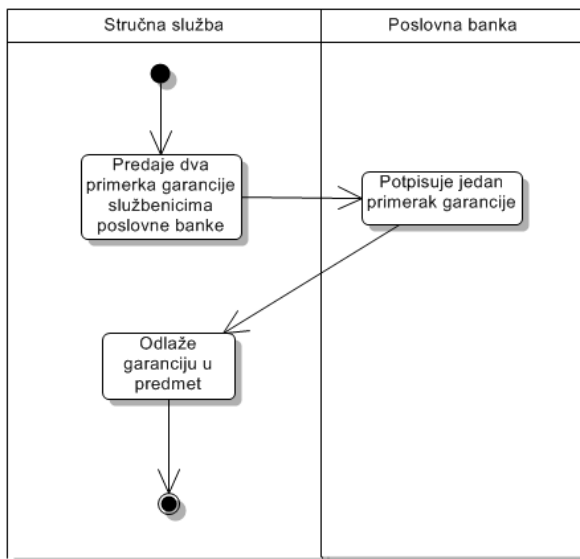 Stručna služba
Poslovna banka
Predaje dva
primerka garancije
službenicima
poslovne banke
Potpisuje jedan
primerak garancije
Odlaže
garanciju u
predmet